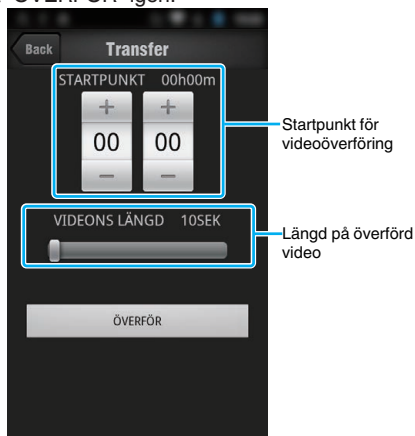 "ÖVERFÖR" igen.
Back Transfer
STARTPUNKT 00h00m
+ +
00 00
− −
Startpunkt för
videoöverföring
VIDEONS LÄNGD 10SEK
Längd på överförd
video
ÖVERFÖR